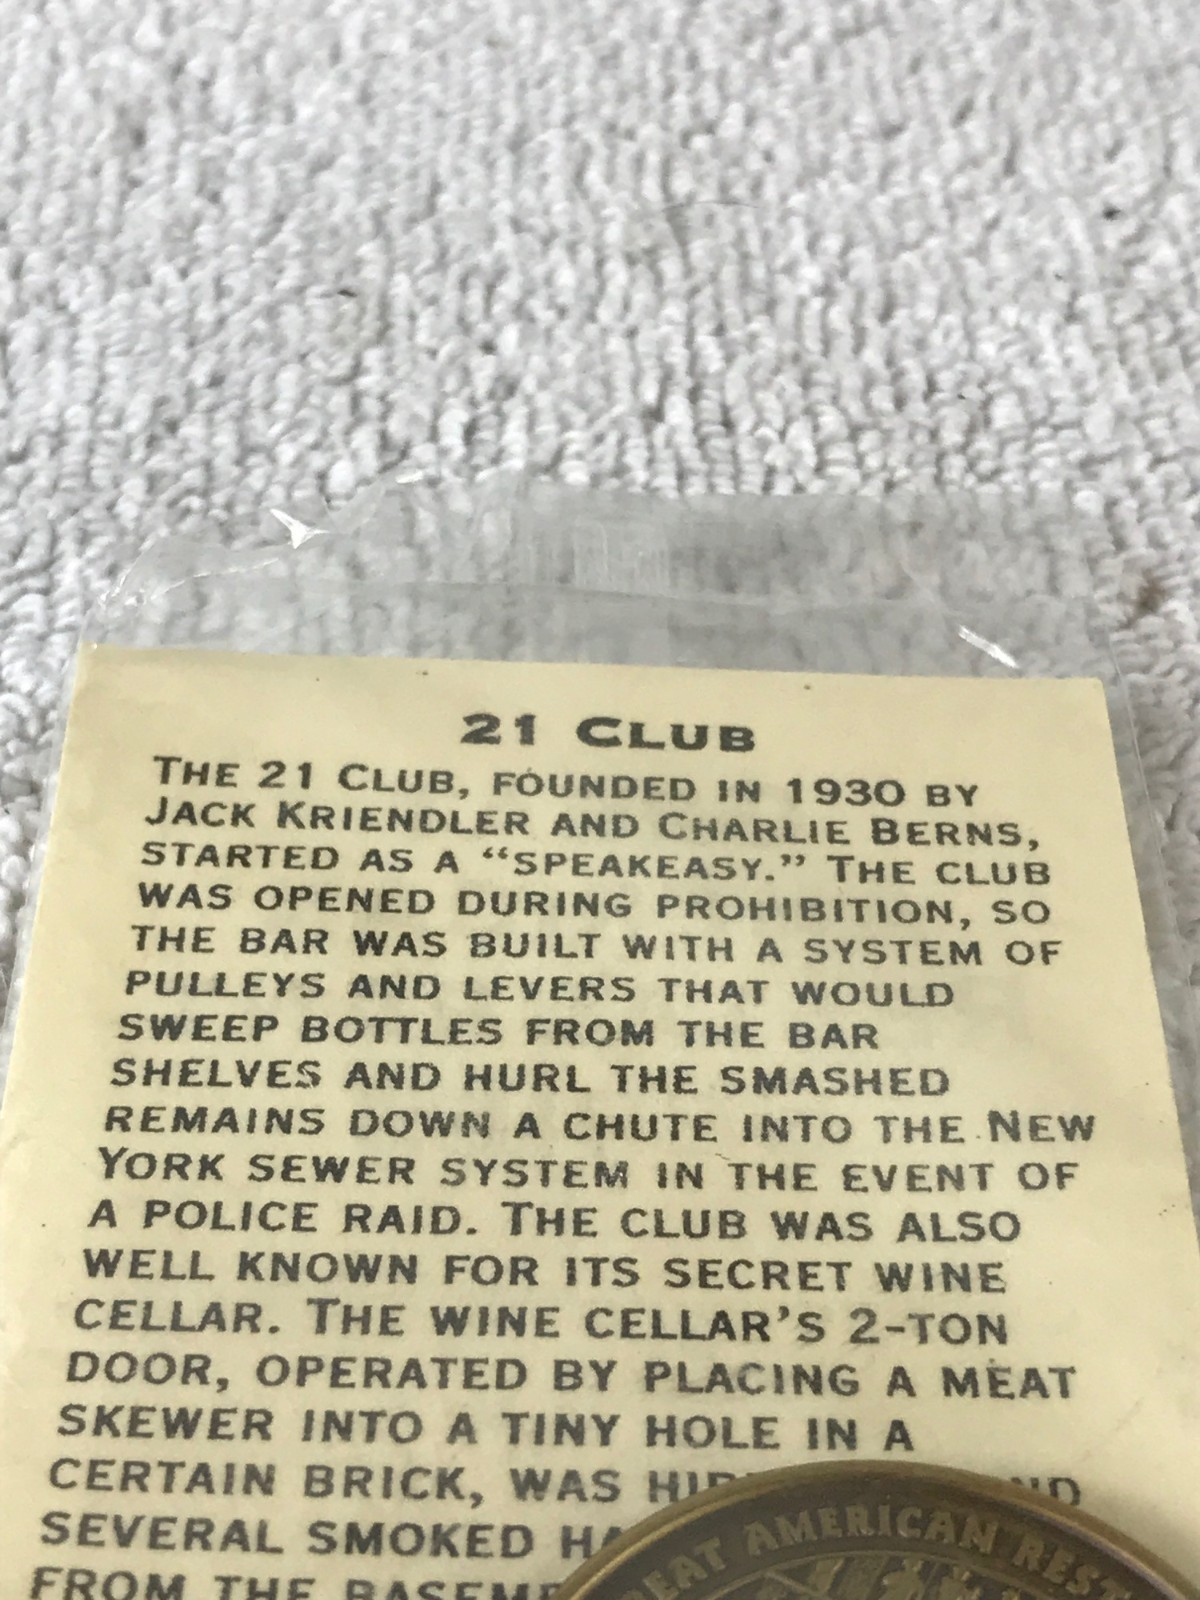 21 CLUB
THE 21 CLUB, FOUNDED IN 1930 BY
JACK KRIENDLER AND CHARLIE BERNS,
STARTED AS A “SPEAKEASY.” THE CLUB
WAS OPENED DURING PROHIBITION, SO
THE BAR WAS BUILT WITH A SYSTEM OF
PULLEYS AND LEVERS THAT WOULD
SWEEP BOTTLES FROM THE BAR
SHELVES AND HURL THE SMASHED
REMAINS DOWN A CHUTE INTO THE NEW
YORK SEWER SYSTEM IN THE EVENT OF
A POLICE RAID. THE CLUB WAS ALSO
WELL KNOWN FOR ITS SECRET WINE
CELLAR. THE WINE CELLAR’S 2-TON
DOOR, OPERATED BY PLACING A MEAT
SKEWER INTO A TINY HOLE IN A
CERTAIN BRICK, WAS
SEVERAL SMOKED
FROM THE
AMERICAN